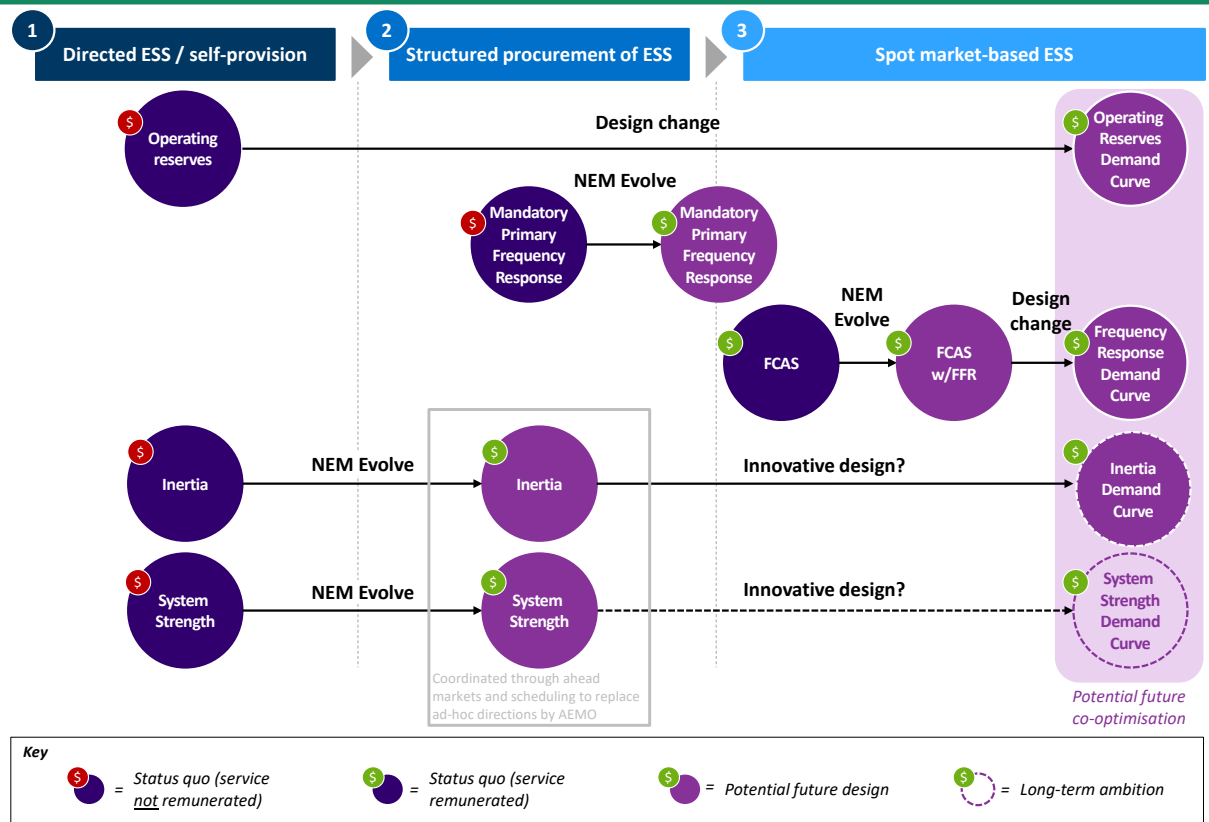 1
Directed ESS / self-provision
2
Structured procurement of ESS
3
Spot market-based ESS
$
Operating
reserves
Design change
$
Operating
Reserves
Demand
Curve
$
Mandatory
Primary
Frequency
Response
NEM Evolve
$
Mandatory
Primary
Frequency
Response
$
FCAS
NEM
Evolve
$
FCAS
w/FFR
Design
change
$
Frequency
Response
Demand
Curve
$
Inertia
NEM Evolve
$
Inertia
Innovative design?
$
Inertia
Demand
Curve
$
System
Strength
NEM Evolve
$
System
Strength
Innovative design?
$
System
Strength
Demand
Curve
Coordinated through ahead
markets and scheduling to replace
ad-hoc directions by AEMO
Potential future
co-optimisation
Key
$
= Status quo (service
not remunerated)
$
= Status quo (service
remunerated)
$
= Potential future design
$
= Long-term ambition